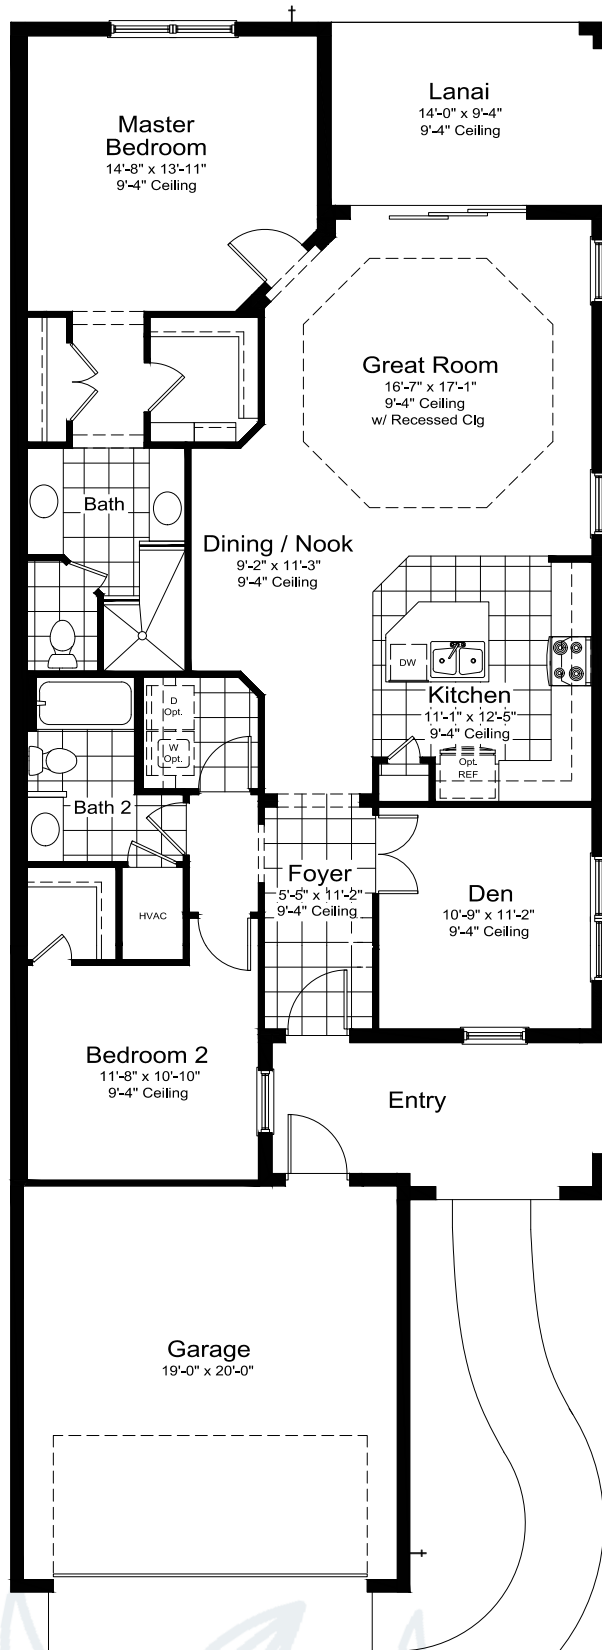 Lanai
14'-0" x 9'-4"
9'-4" Ceiling
Master
Bedroom
14'-8" x 13'-11"
9'-4" Ceiling
Great Room
16'-7" x 17'-1"
9'-4" Ceiling
w/ Recessed Clg
Bath
Dining / Nook
9'-2" x 11'-3"
9'-4" Ceiling
DW
Kitchen
11'-1" x 12'-5"
9'-4" Ceiling
D
Opt.
W
Opt.
Opt.
REF
Bath 2
Foyer
5'-5" x 11'-2"
9'-4" Ceiling
Den
10'-9" x 11'-2"
9'-4" Ceiling
HVAC
Bedroom 2
11'-8" x 10'-10"
9'-4" Ceiling
Entry
Garage
19'-0" x 20'-0"